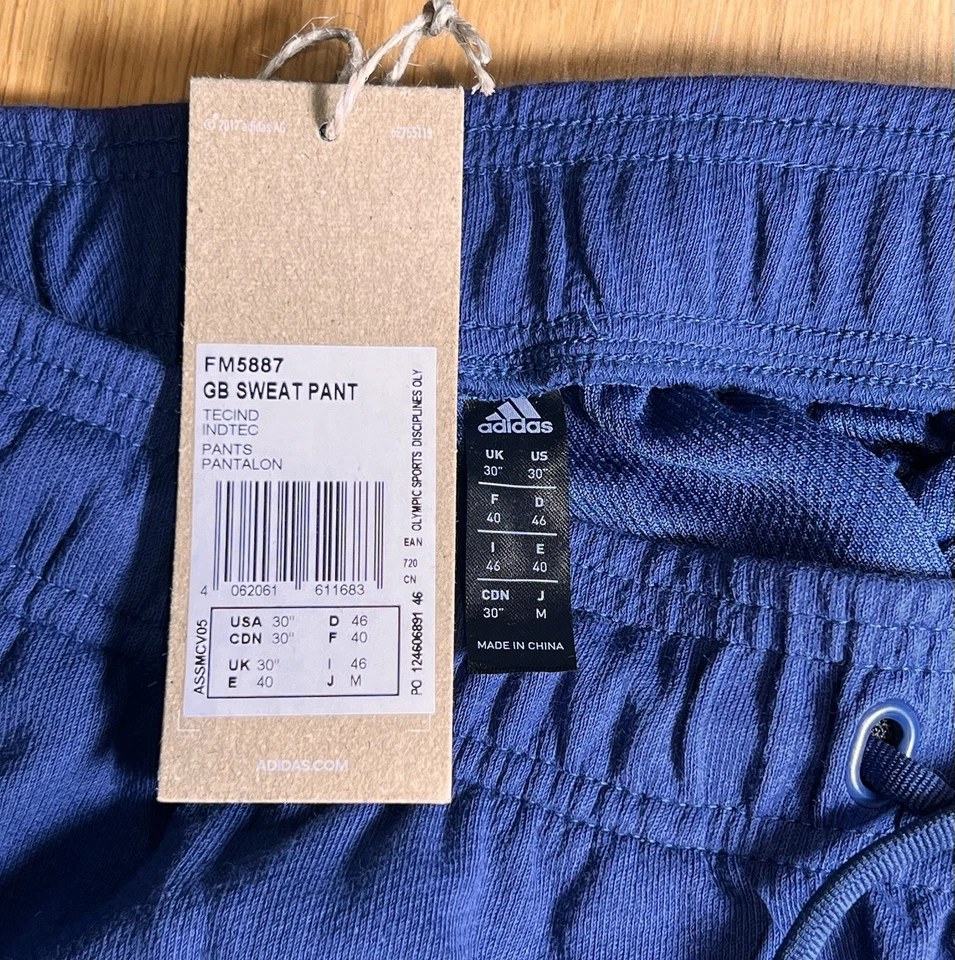 © 2017 adidas AG 62755119
FM5887
GB SWEAT PANT
TECIND
INDTEC
PANTS
PANTALON
4 062061 611683
USA 30" D 46
CDN 30" F 40
UK 30" I 46
E 40 J M
ASSMCV05
OLYMPIC SPORTS DISCIPLINES OLY
EAN
720
CN
PO 124606891 46
ADIDAS.COM
adidas
UK US
30" 30"
F D
40 46
I E
46 40
CDN J
30" M
MADE IN CHINA